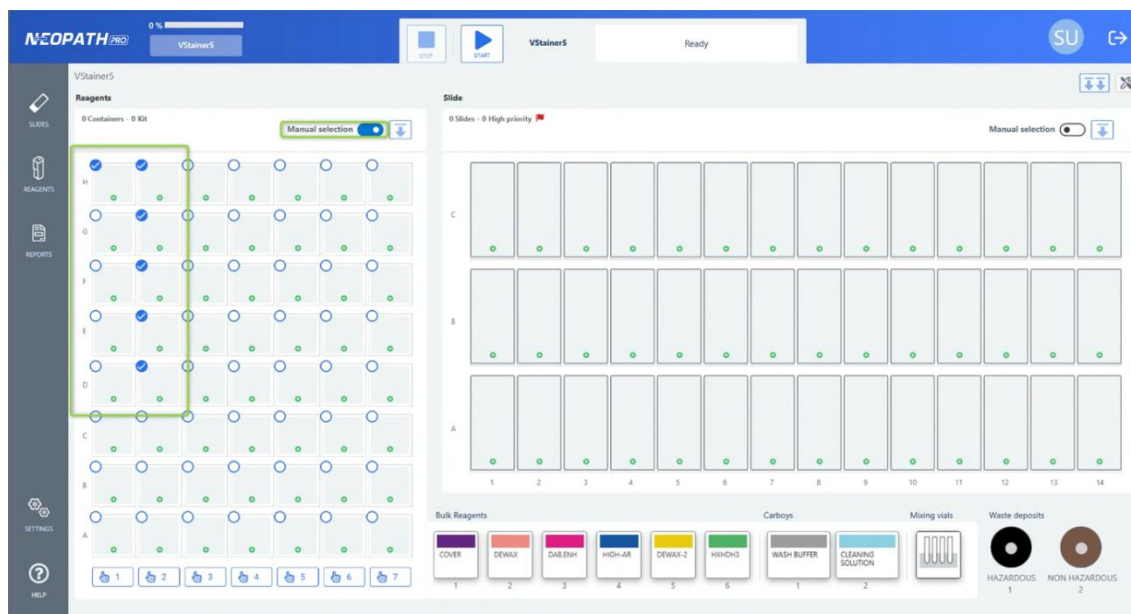 NEOPATH PRO
0 %
VStainer5
STOP
START
VStainer5
Ready
SU
SLIDES
REAGENTS
REPORTS
SETTINGS
HELP
VStainer5
Reagents
0 Containers - 0 Kit
Manual selection
H
G
F
E
D
C
B
A
1 2 3 4 5 6 7
Slide
0 Slides - 0 High priority
Manual selection
C
B
A
1 2 3 4 5 6 7 8 9 10 11 12 13 14
Bulk Reagents
COVER
1
DEWAX
2
DAB.ENH
3
HIGH-AR
4
DEWAX-2
5
HXHDH3
6
Carboys
WASH BUFFER
1
CLEANING
SOLUTION
2
Mixing vials
Waste deposits
HAZARDOUS
1
NON HAZARDOUS
2